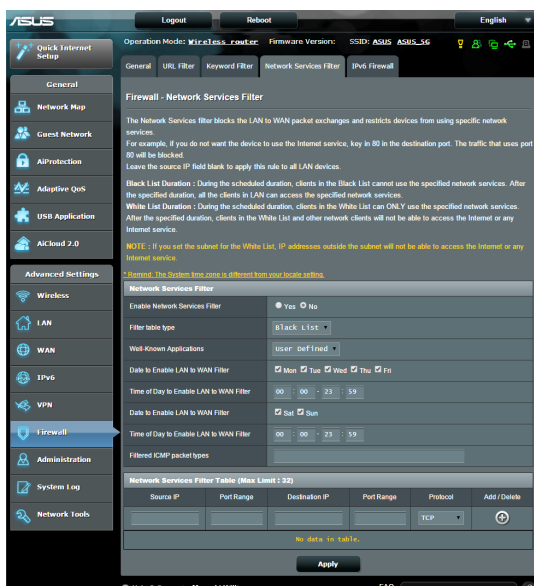 ASUS
Logout
Reboot
English
Quick Internet
Setup
Operation Mode: Wireless router Firmware Version: SSID: ASUS ASUS_5G
General
URL Filter
Keyword Filter
Network Services Filter
IPv6 Firewall
General
Network Map
Guest Network
AiProtection
Adaptive QoS
USB Application
AiCloud 2.0
Advanced Settings
Wireless
LAN
WAN
IPv6
VPN
Firewall
Administration
System Log
Network Tools
Firewall - Network Services Filter
The Network Services filter blocks the LAN to WAN packet exchanges and restricts devices from using specific network
services.
For example, if you do not want the device to use the Internet service, key in 80 in the destination port. The traffic that uses port
80 will be blocked.
Leave the source IP field blank to apply this rule to all LAN devices.
Black List Duration : During the scheduled duration, clients in the Black List cannot use the specified network services. After
the specified duration, all the clients in LAN can access the specified network services.
White List Duration : During the scheduled duration, clients in the White List can ONLY use the specified network services.
After the specified duration, clients in the White List and other network clients will not be able to access the Internet or any
Internet service.
NOTE : If you set the subnet for the White List, IP addresses outside the subnet will not be able to access the Internet or any
Internet service.
* Remind: The System time zone is different from your locale setting.
Network Services Filter
Enable Network Services Filter
Yes No
Filter table type
Black List
Well-Known Applications
User Defined
Date to Enable LAN to WAN Filter
Mon Tue Wed Thu Fri
Time of Day to Enable LAN to WAN Filter
00 : 00 - 23 : 59
Date to Enable LAN to WAN Filter
Sat Sun
Time of Day to Enable LAN to WAN Filter
00 : 00 - 23 : 59
Filtered ICMP packet types
Network Services Filter Table (Max Limit : 32)
Source IP
Port Range
Destination IP
Port Range
Protocol
Add / Delete
TCP
No data in table.
Apply
FAQ